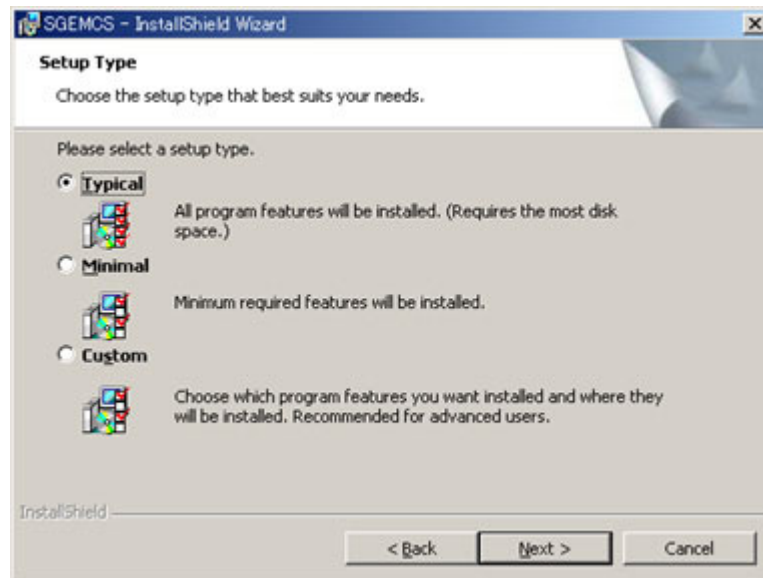 SGEMCS - InstallShield Wizard
Setup Type
Choose the setup type that best suits your needs.
Please select a setup type.
Typical
All program features will be installed. (Requires the most disk
space.)
Minimal
Minimum required features will be installed.
Custom
Choose which program features you want installed and where they
will be installed. Recommended for advanced users.
InstallShield
< Back
Next >
Cancel